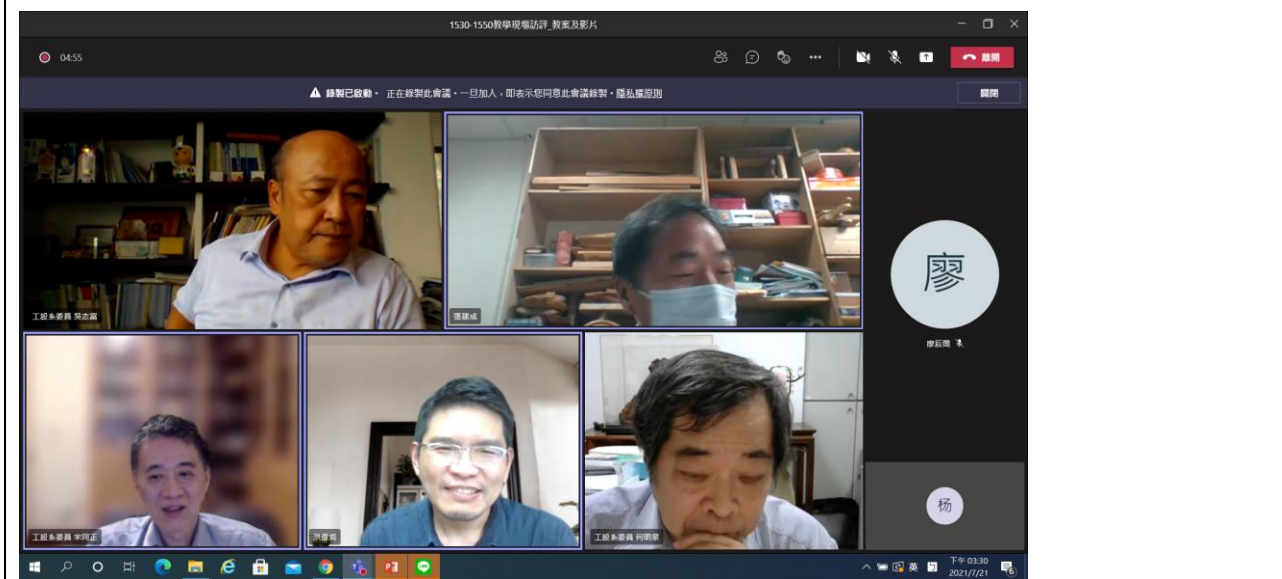 1530-1550教學現場訪評_教案及影片
04:55
離開
錄製已啟動。 正在錄製此會議。一旦加入,即表示您同意此會議錄製。隱私權原則
關閉
工設系委員 吳志富
張建成
廖
工設系委員 宋同正
工設系委員 何明泉
杨
英
下午 03:30
2021/7/21
6